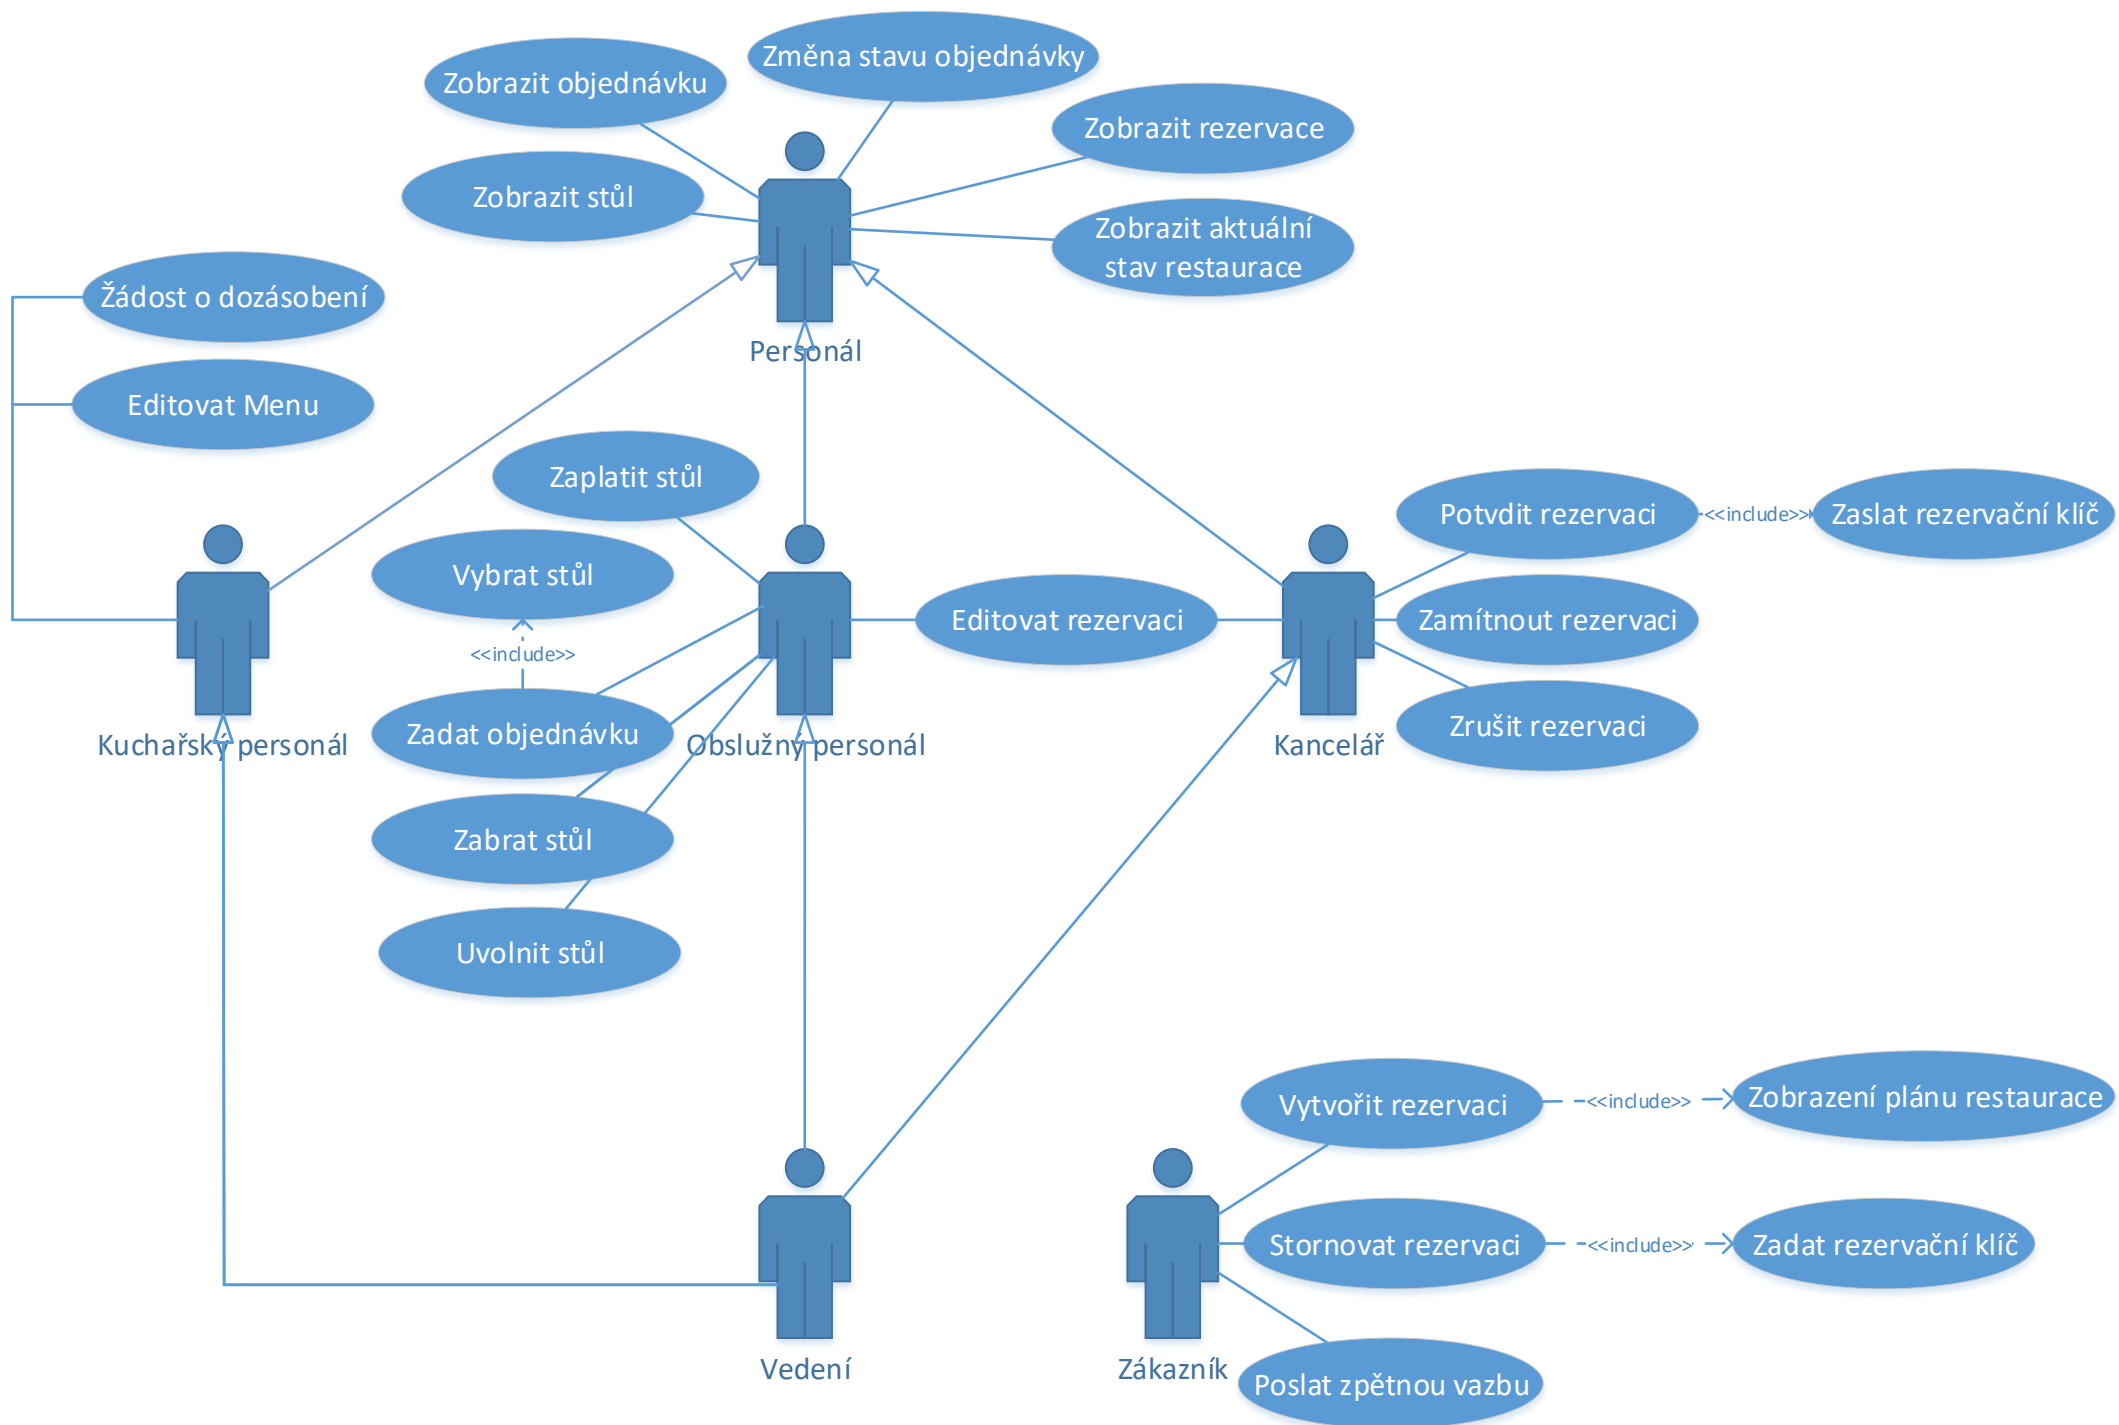 Změna stavu objednávky
Zobrazit objednávku
Zobrazit rezervace
Zobrazit stůl
Zobrazit aktuální
stav restaurace
Žádost o dozásobení
Personál
Editovat Menu
Zaplatit stůl
Potvdit rezervaci
<<include>>
Zaslat rezervační klíč
Vybrat stůl
Editovat rezervaci
Zamítnout rezervaci
<<include>>
Zadat objednávku
Zrušit rezervaci
Kuchařský personál
Obslužný personál
Kancelář
Zabrat stůl
Uvolnit stůl
Vytvořit rezervaci
<<include>>
Zobrazení plánu restaurace
Stornovat rezervaci
<<include>>
Zadat rezervační klíč
Vedení
Zákazník
Poslat zpětnou vazbu